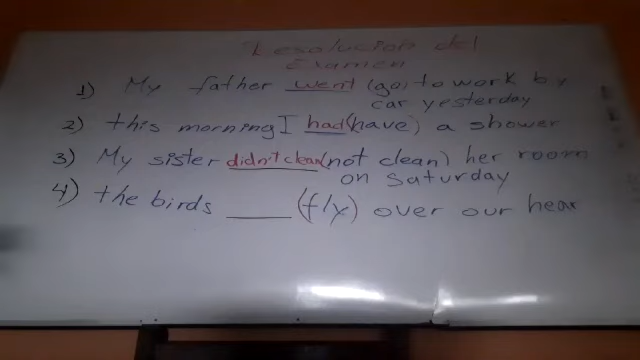 Resolucion del
Examen
1) My father went (go) to work by
car yesterday
2) this morning I had (have) a shower
3) My sister didn't clean (not clean) her room
on Saturday
4) the birds ____ (fly) over our hear